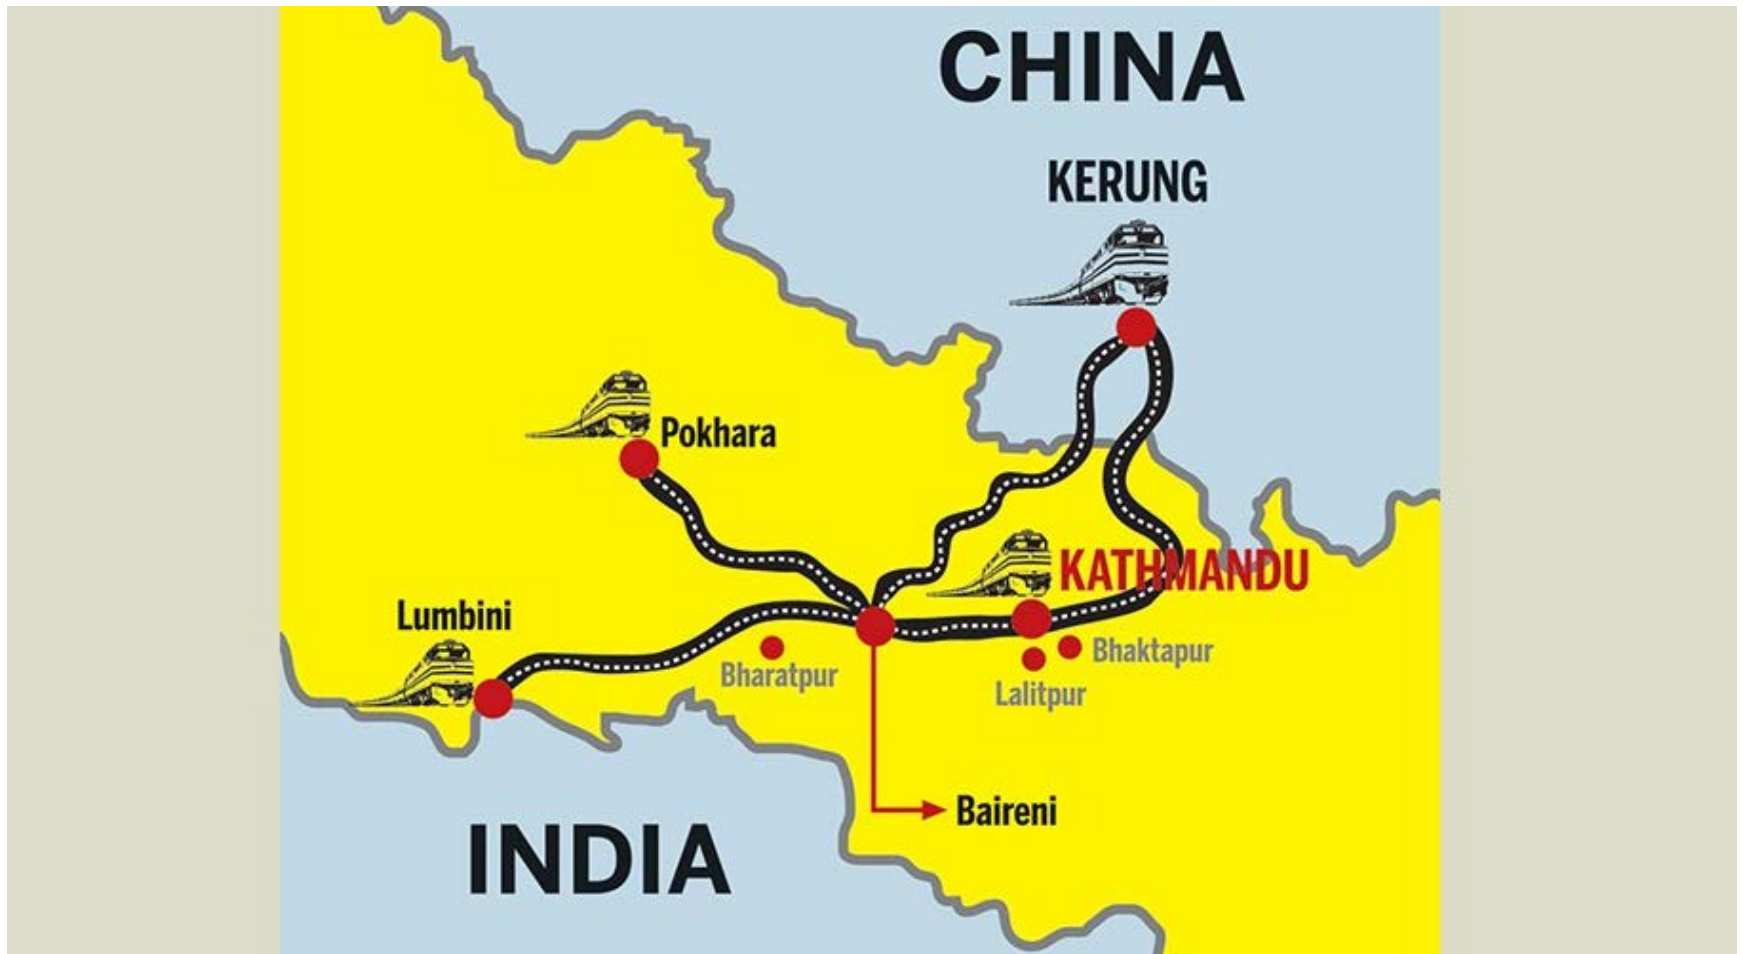 CHINA
KERUNG
Pokhara
KATHMANDU
Lumbini
Bhaktapur
Bharatpur
Lalitpur
Baireni
INDIA